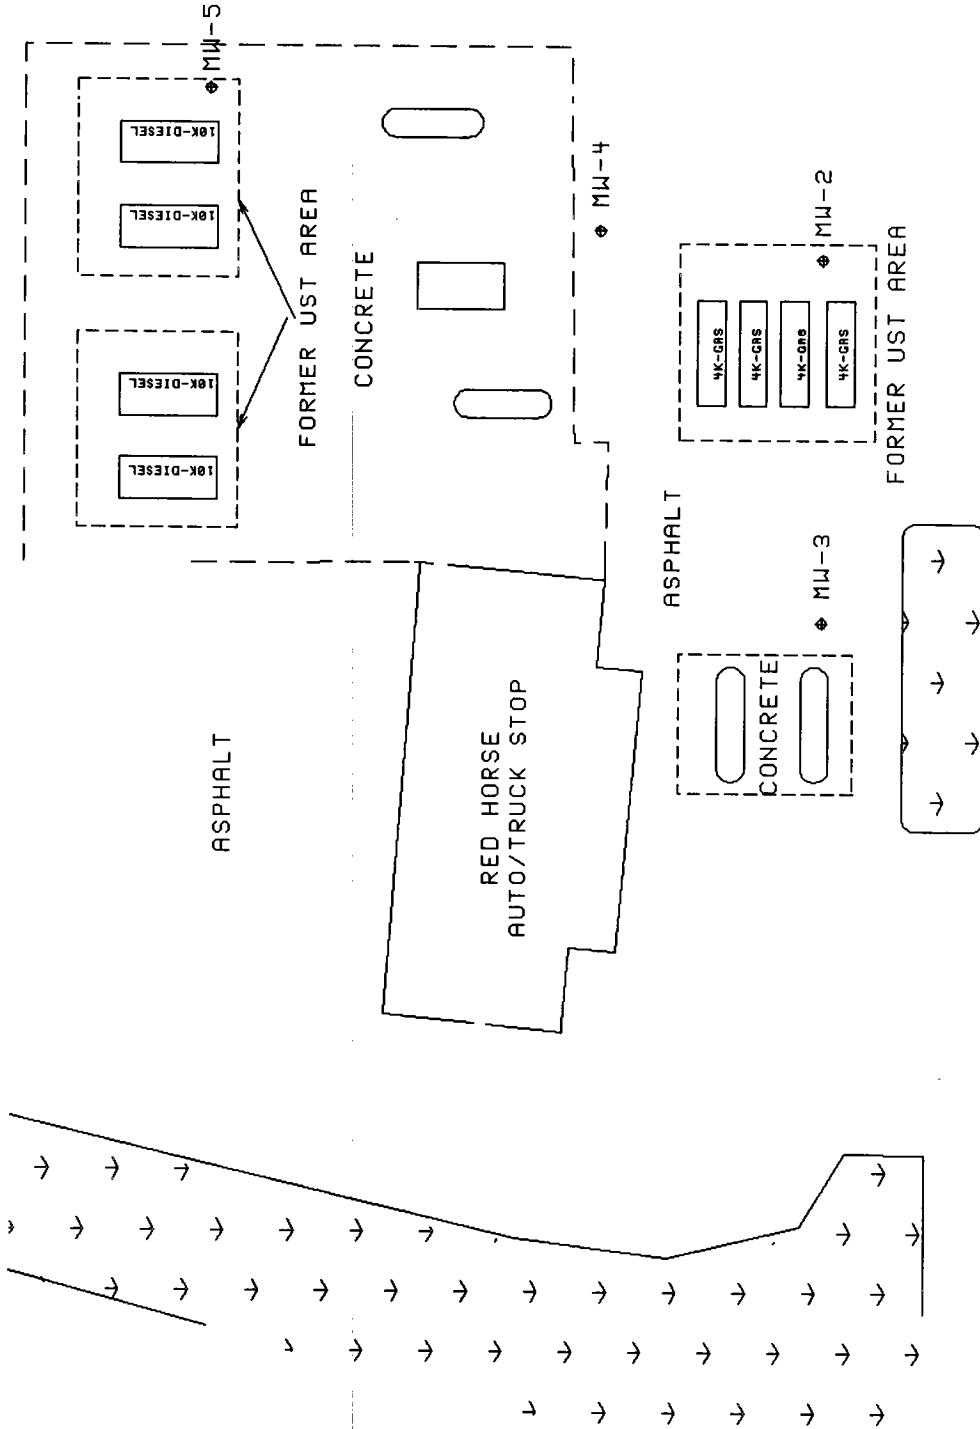 MW-5
10K-DIESEL
10K-DIESEL
10K-DIESEL
10K-DIESEL
FORMER UST AREA
CONCRETE
MW-4
MW-2
4K-GAS
4K-GAS
4K-GAS
4K-GAS
FORMER UST AREA
ASPHALT
MW-3
CONCRETE
RED HORSE
AUTO/TRUCK STOP
ASPHALT